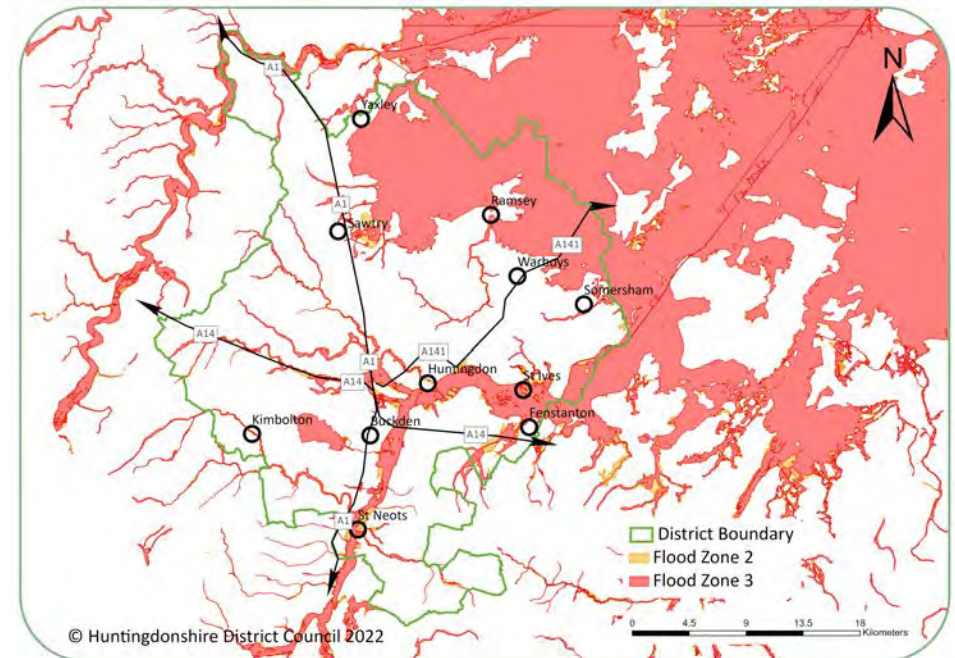 N
A1
Yaxley
A1
Sawtry
Ramsey
A141
Warboys
Somersham
A14
A1
A141
A14
Huntingdon
St Ives
Fenstanton
Kimbolton
Buckden
A14
A1
St Neots
District Boundary
Flood Zone 2
Flood Zone 3
0 4.5 9 13.5 18
Kilometers
© Huntingdonshire District Council 2022